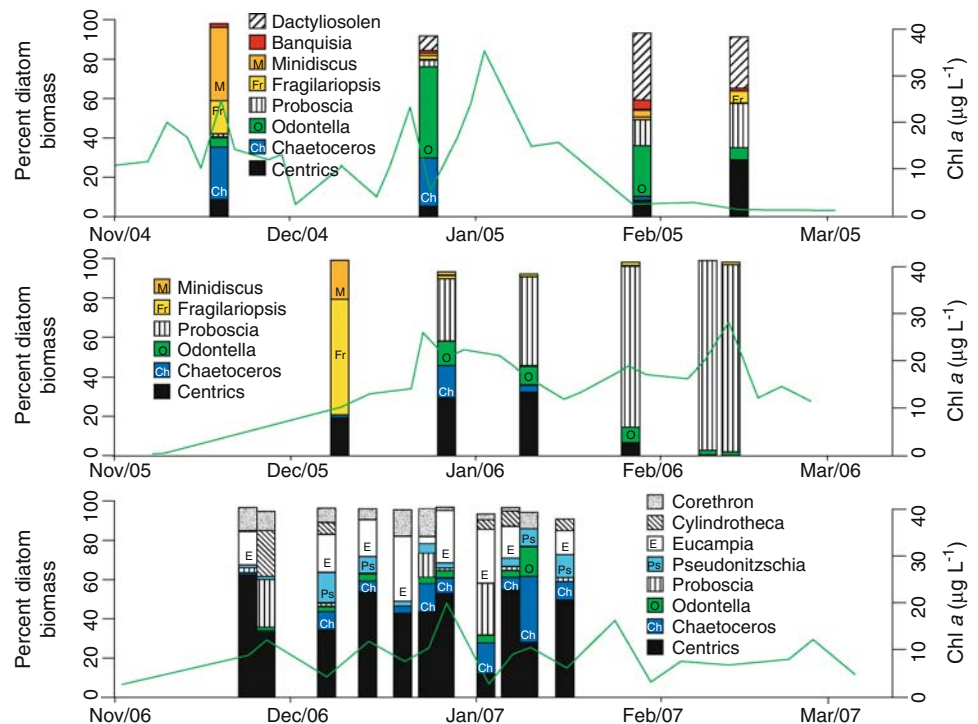 Percent diatom
biomass
100
80
60
40
20
0
Dactyliosolen
Banquisia
M Minidiscus
Fr Fragilariopsis
Proboscia
O Odontella
Ch Chaetoceros
Centrics
M
Fr
Ch
O
Ch
O
Fr
40
30
20
10
0
Chl a (µg L-1)
Nov/04 Dec/04 Jan/05 Feb/05 Mar/05
Percent diatom
biomass
100
80
60
40
20
0
M Minidiscus
Fr Fragilariopsis
Proboscia
O Odontella
Ch Chaetoceros
Centrics
M
Fr
O
Ch
O
O
40
30
20
10
0
Chl a (µg L-1)
Nov/05 Dec/05 Jan/06 Feb/06 Mar/06
Percent diatom
biomass
100
80
60
40
20
0
E
E
Ps
Ch
E
Ps
Ch
E
Ch
E
Ch
E
Ch
E
Ch
Ps
O
Ch
E
Ps
Ch
Corethron
Cylindrotheca
E Eucampia
Ps Pseudonitzschia
Proboscia
O Odontella
Ch Chaetoceros
Centrics
40
30
20
10
0
Chl a (µg L-1)
Nov/06 Dec/06 Jan/07 Feb/07 Mar/07